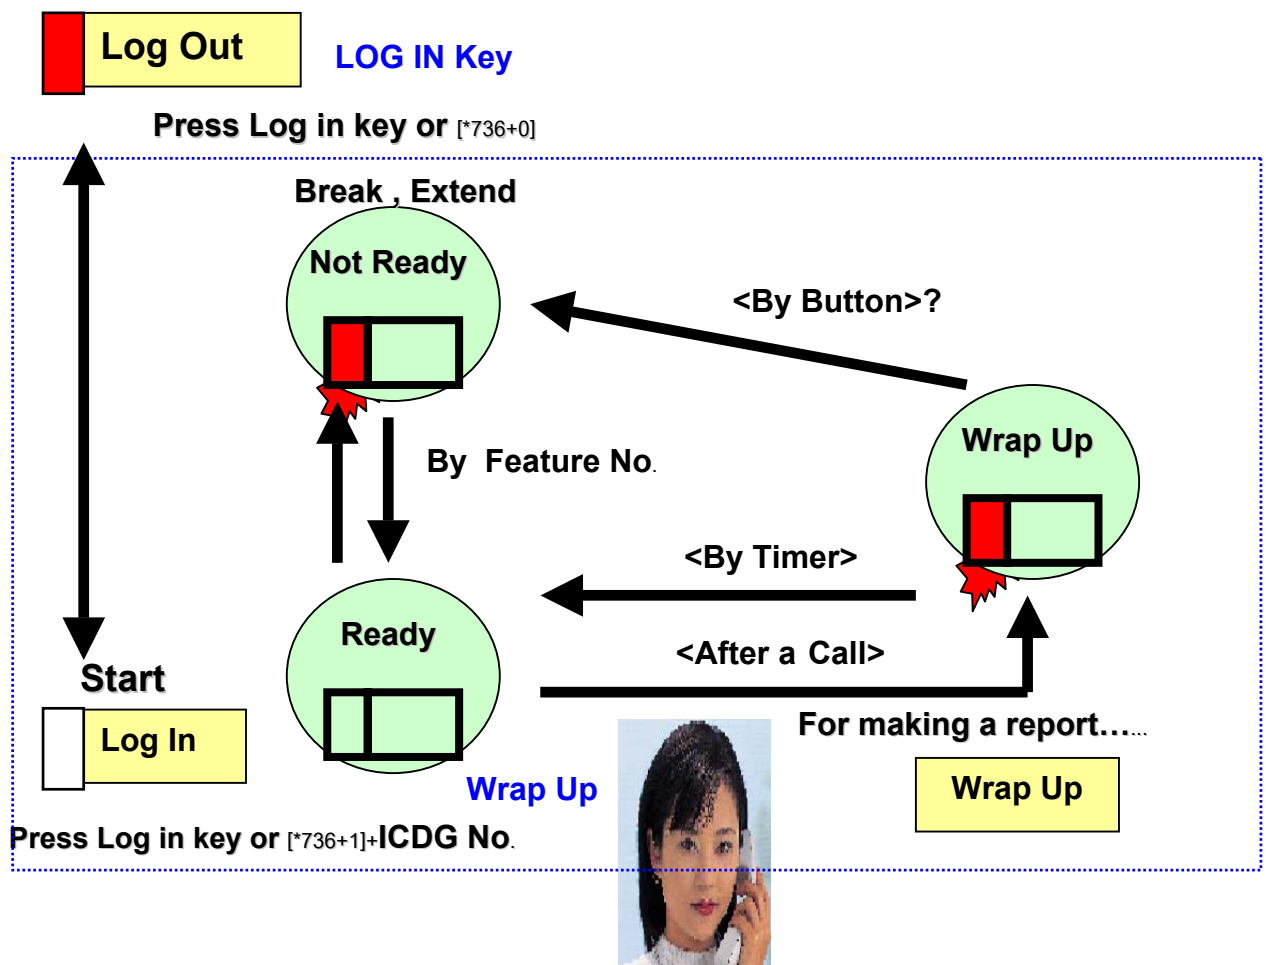 Log Out
LOG IN Key
Press Log in key or [*736+0]
Break , Extend
Not Ready
<By Button>?
Wrap Up
By Feature No.
<By Timer>
Ready
<After a Call>
Start
For making a report…...
Log In
Wrap Up
Wrap Up
Press Log in key or [*736+1]+ICDG No.